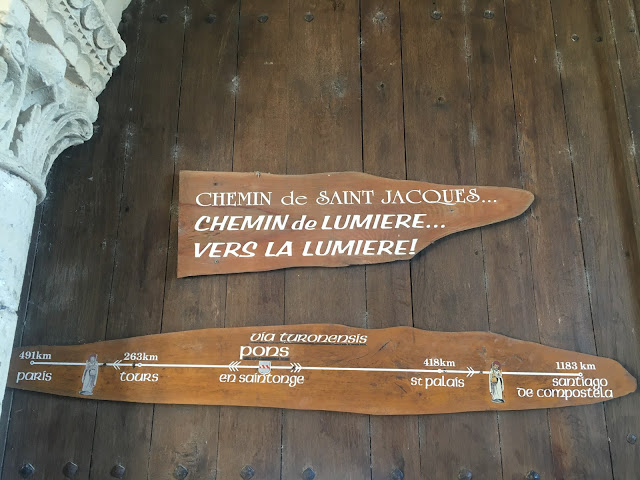 CHEMIN de SAINT JACQUES...
CHEMIN de LUMIERE...
VERS LA LUMIERE!
via turonensis
pons
en saintonge
491km
paris
263km
tours
418km
st palais
1183 km
santiago
de compostela